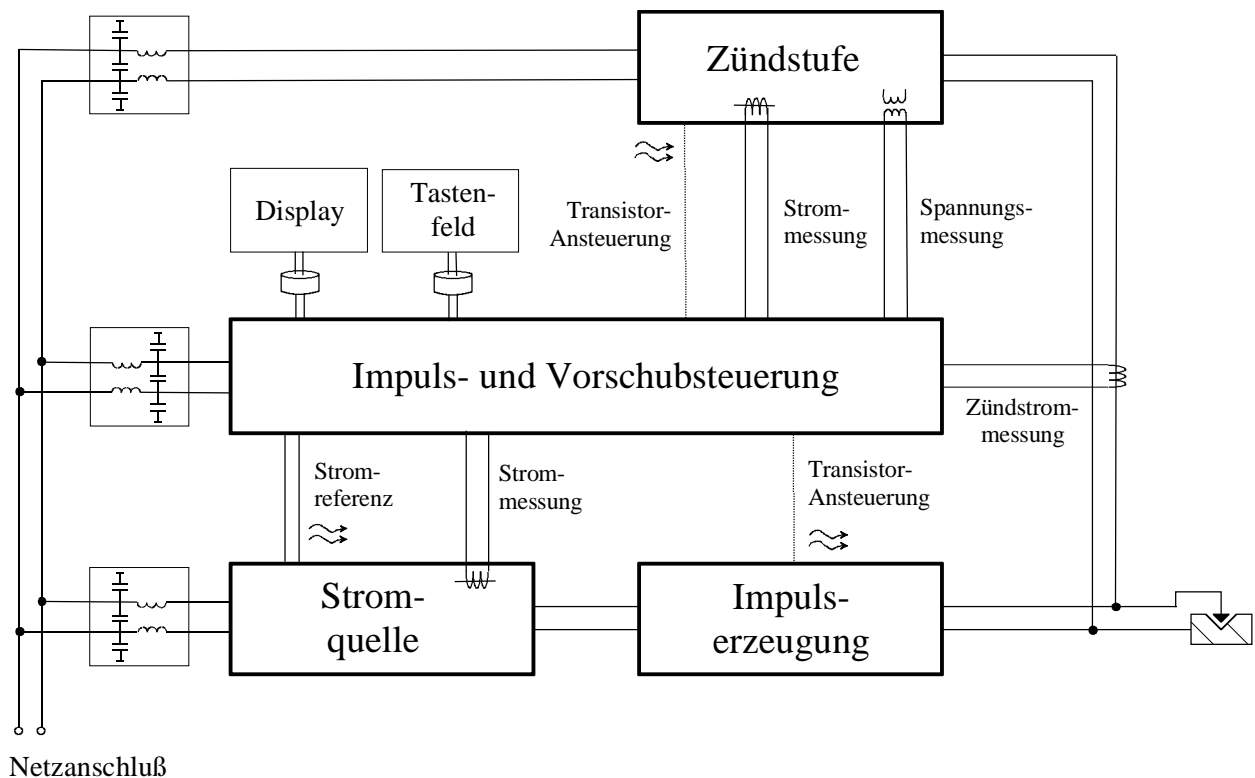 Zündstufe
Display
Tasten-
feld
Transistor-
Ansteuerung
Strom-
messung
Spannungs-
messung
Impuls- und Vorschubsteuerung
Zündstrom-
messung
Strom-
referenz
Strom-
messung
Transistor-
Ansteuerung
Strom-
quelle
Impuls-
erzeugung
Netzanschluß